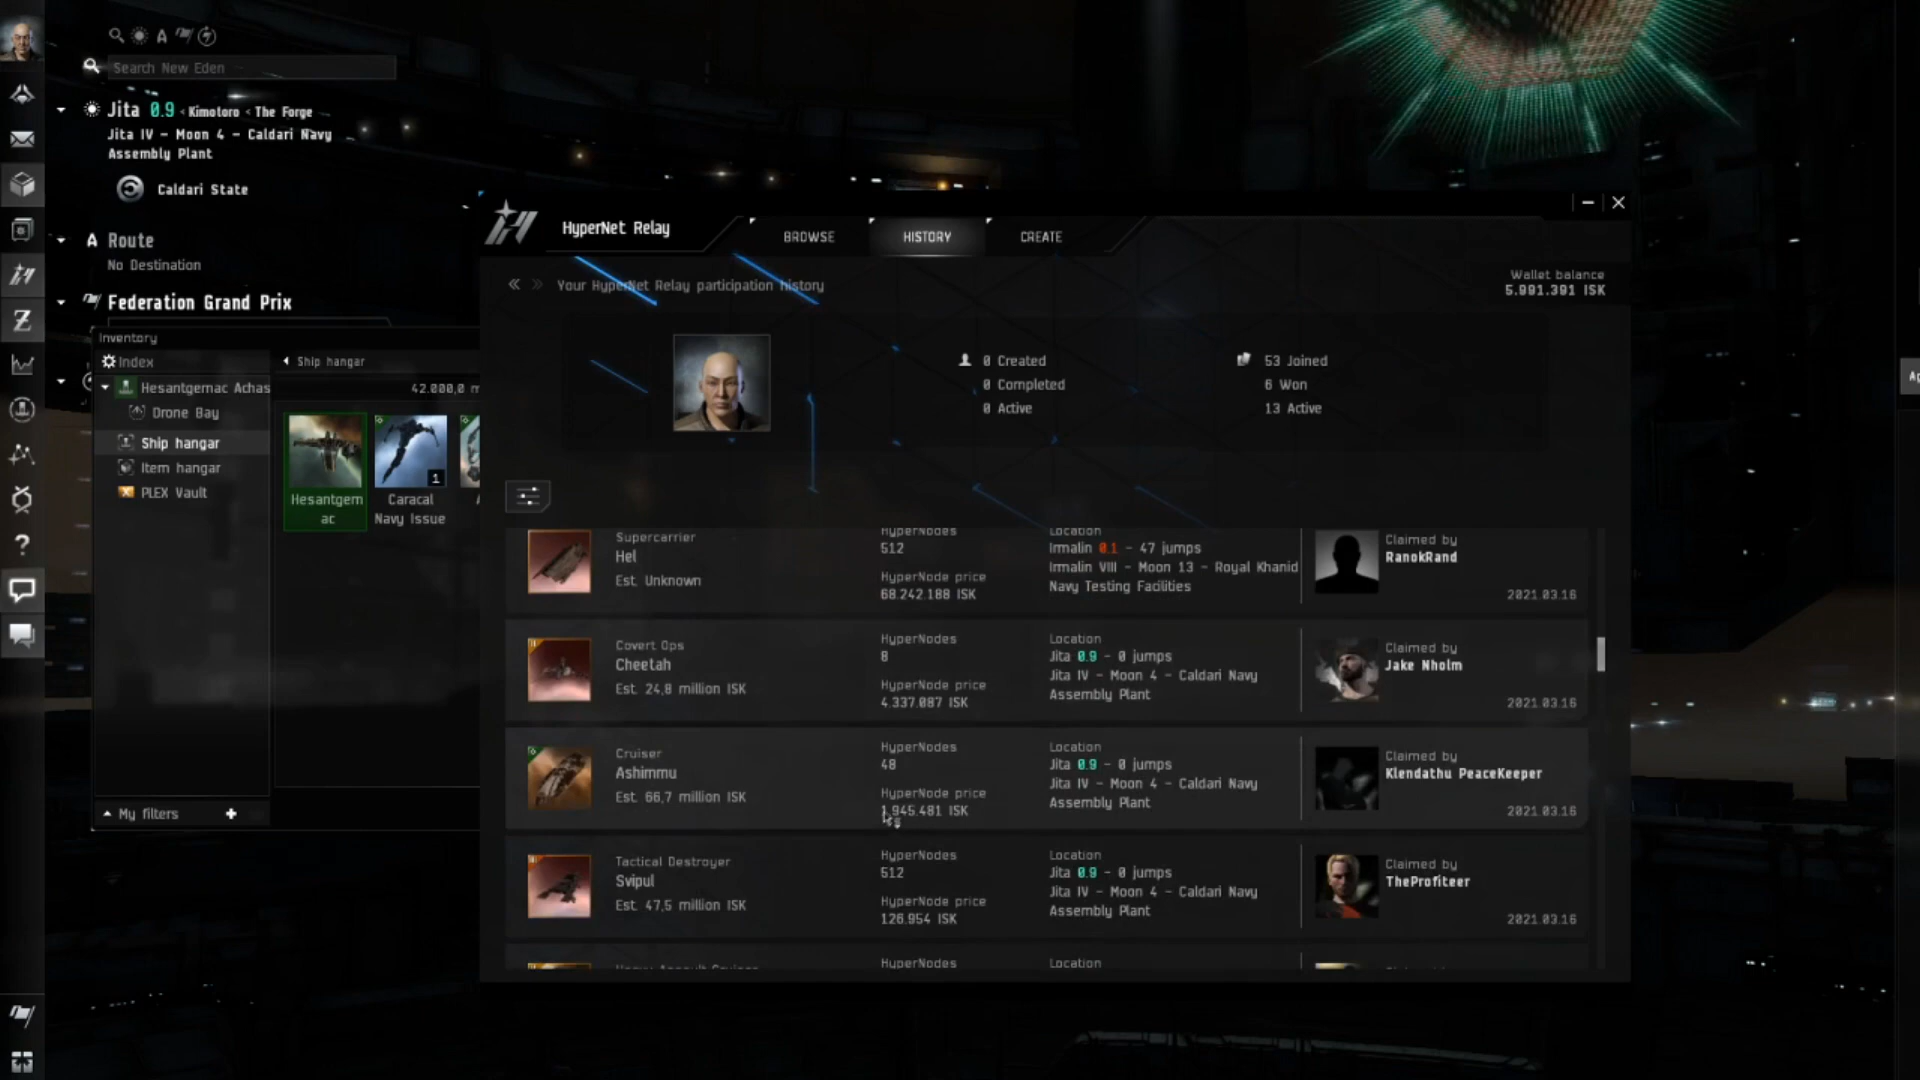 Search New Eden
Jita 0.9 < Kimotoro < The Forge
Jita IV - Moon 4 - Caldari Navy
Assembly Plant
Caldari State
Route
No Destination
Federation Grand Prix
Inventory
Index
Hesantgemac Achas
Drone Bay
Ship hangar
Item hangar
PLEX Vault
My filters
Ship hangar
42.000,0 m
Hesantgem
ac
Caracal
Navy Issue
1
HyperNet Relay
BROWSE
HISTORY
CREATE
Your HyperNet Relay participation history
Wallet balance
5.991.391 ISK
0 Created
0 Completed
0 Active
53 Joined
6 Won
13 Active
Supercarrier
Hel
Est. Unknown
HyperNodes
512
HyperNode price
68.242.188 ISK
Location
Irmalin 0.1 - 47 jumps
Irmalin VIII - Moon 13 - Royal Khanid
Navy Testing Facilities
Claimed by
RanokRand
2021.03.16
Covert Ops
Cheetah
Est. 24,8 million ISK
HyperNodes
8
HyperNode price
4.337.087 ISK
Location
Jita 0.9 - 0 jumps
Jita IV - Moon 4 - Caldari Navy
Assembly Plant
Claimed by
Jake Nholm
2021.03.16
Cruiser
Ashimmu
Est. 66,7 million ISK
HyperNodes
48
HyperNode price
1.945.481 ISK
Location
Jita 0.9 - 0 jumps
Jita IV - Moon 4 - Caldari Navy
Assembly Plant
Claimed by
Klendathu PeaceKeeper
2021.03.16
Tactical Destroyer
Svipul
Est. 47,5 million ISK
HyperNodes
512
HyperNode price
126.954 ISK
Location
Jita 0.9 - 0 jumps
Jita IV - Moon 4 - Caldari Navy
Assembly Plant
Claimed by
TheProfiteer
2021.03.16
Heavy Assault Cruiser
HyperNodes
Location